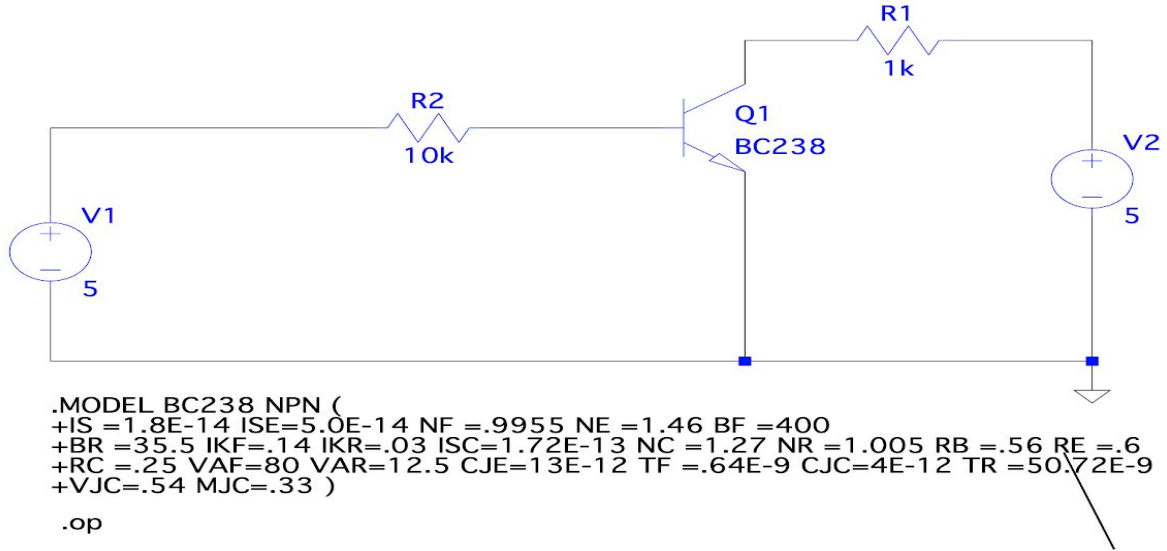 R1
1k
R2
10k
Q1
BC238
V2
5
V1
5
.MODEL BC238 NPN (
+IS =1.8E-14 ISE=5.0E-14 NF =.9955 NE =1.46 BF =400
+BR =35.5 IKF=.14 IKR=.03 ISC=1.72E-13 NC =1.27 NR =1.005 RB =.56 RE =.6
+RC =.25 VAF=80 VAR=12.5 CJE=13E-12 TF =.64E-9 CJC=4E-12 TR =50.72E-9
+VJC=.54 MJC=.33 )
.op